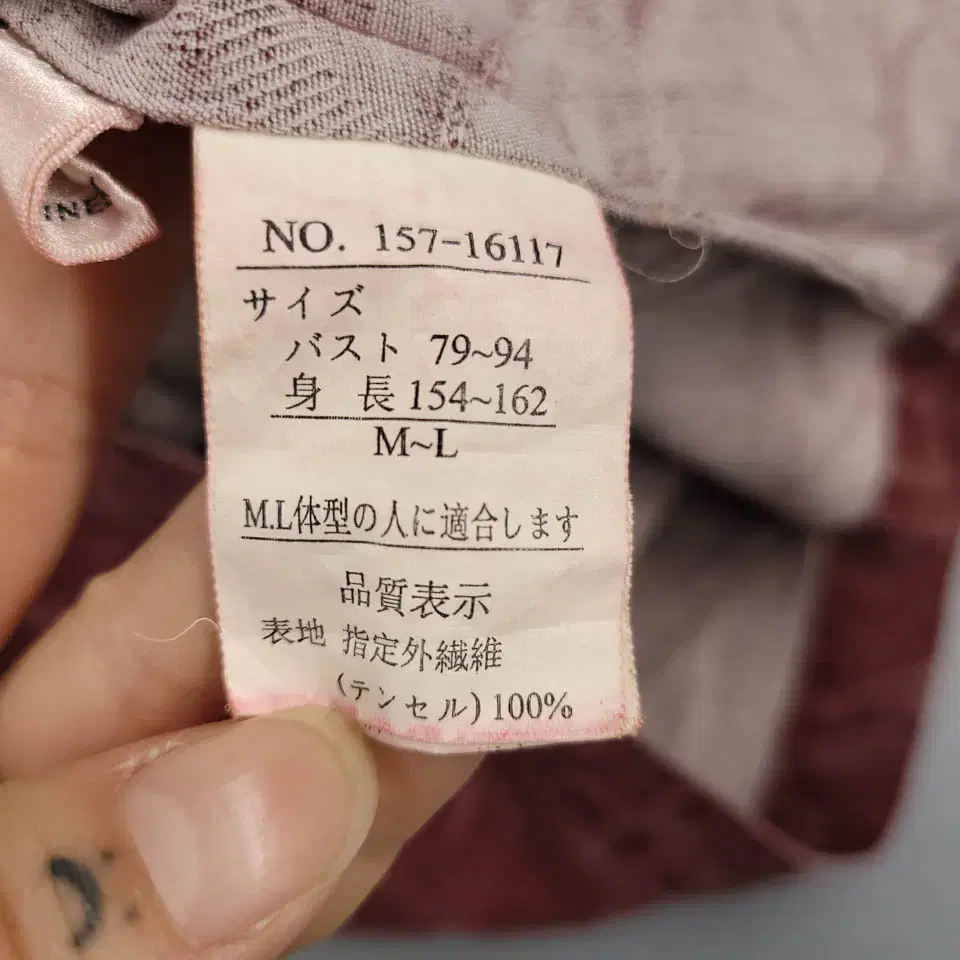 NO. 157-16117
サイズ
バスト 79~94
身 長 154~162
M~L
M.L体型の人に適合します
品質表示
表地 指定外繊維
(テンセル) 100%